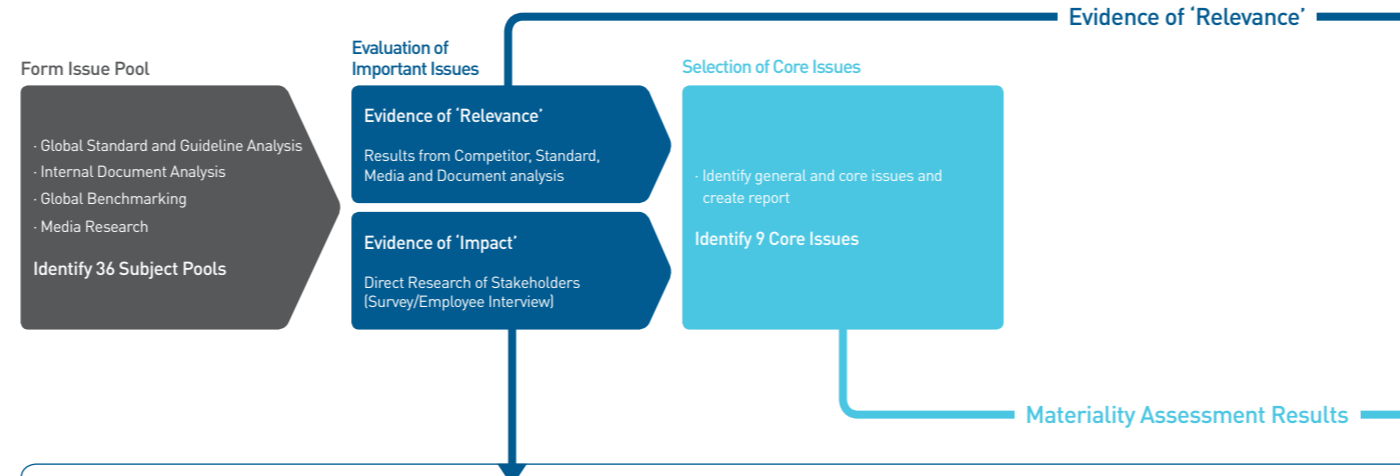 Evidence of ‘Relevance’
Form Issue Pool
· Global Standard and Guideline Analysis
· Internal Document Analysis
· Global Benchmarking
· Media Research
Identify 36 Subject Pools
Evaluation of
Important Issues
Evidence of ‘Relevance’
Results from Competitor, Standard,
Media and Document analysis
Evidence of ‘Impact’
Direct Research of Stakeholders
(Survey/Employee Interview)
Selection of Core Issues
· Identify general and core issues and
create report
Identify 9 Core Issues
Materiality Assessment Results